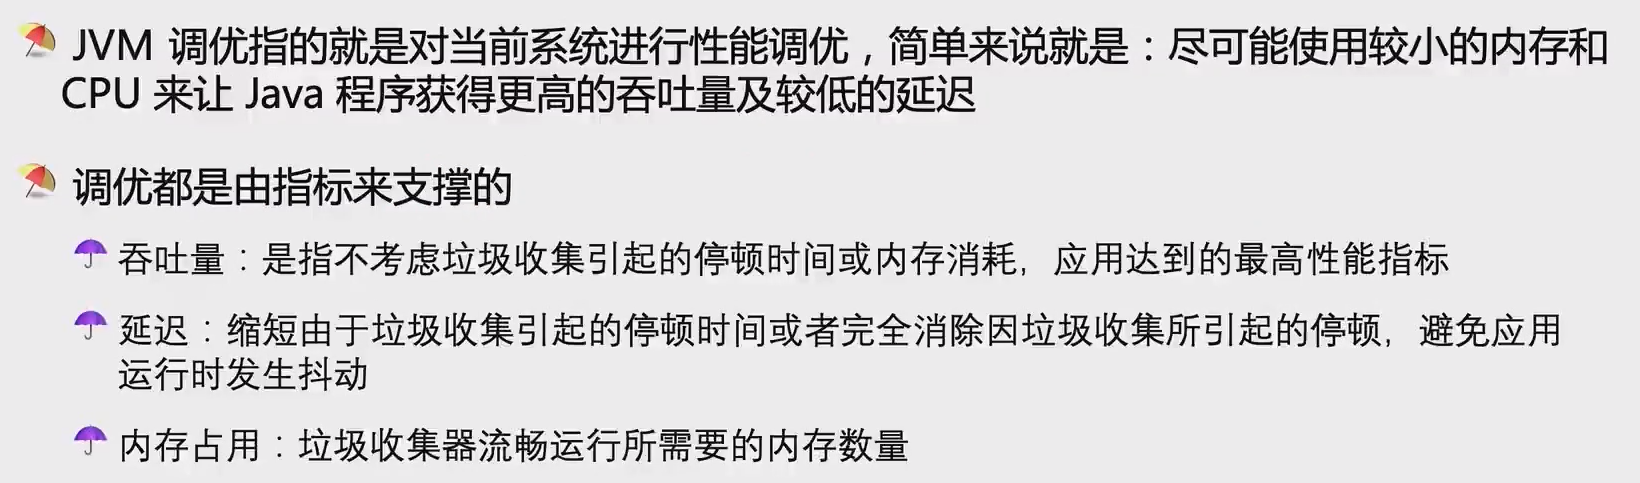 JVM 调优指的就是对当前系统进行性能调优，简单来说就是：尽可能使用较小的内存和
CPU 来让 Java 程序获得更高的吞吐量及较低的延迟
调优都是由指标来支撑的
吞吐量：是指不考虑垃圾收集引起的停顿时间或内存消耗，应用达到的最高性能指标
延迟：缩短由于垃圾收集引起的停顿时间或者完全消除因垃圾收集所引起的停顿，避免应用
运行时发生抖动
内存占用：垃圾收集器流畅运行所需要的内存数量